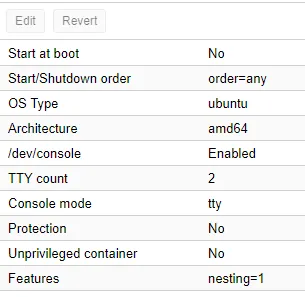 Edit Revert
Start at boot No
Start/Shutdown order order=any
OS Type ubuntu
Architecture amd64
/dev/console Enabled
TTY count 2
Console mode tty
Protection No
Unprivileged container No
Features nesting=1